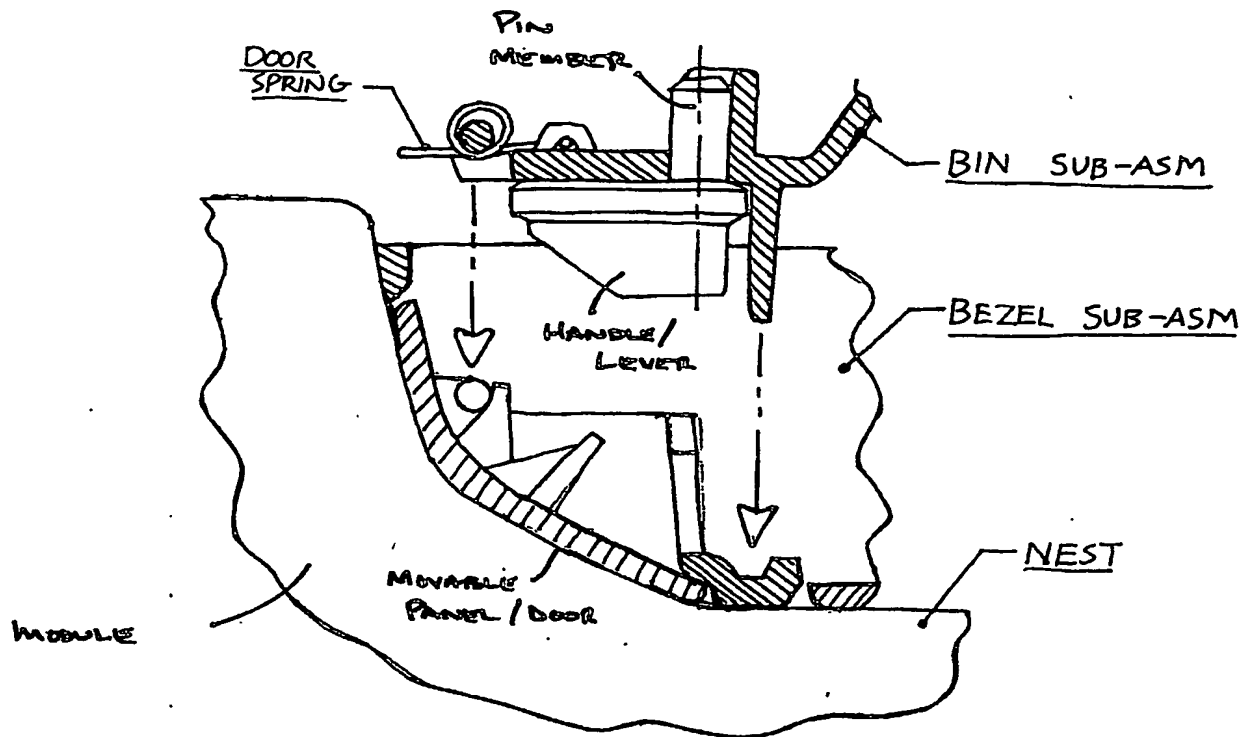 PIN
MEMBER
DOOR
SPRING
BIN SUB-ASM
HANDLE/
LEVER
BEZEL SUB-ASM
NEST
MOVABLE
PANEL/DOOR
MODULE